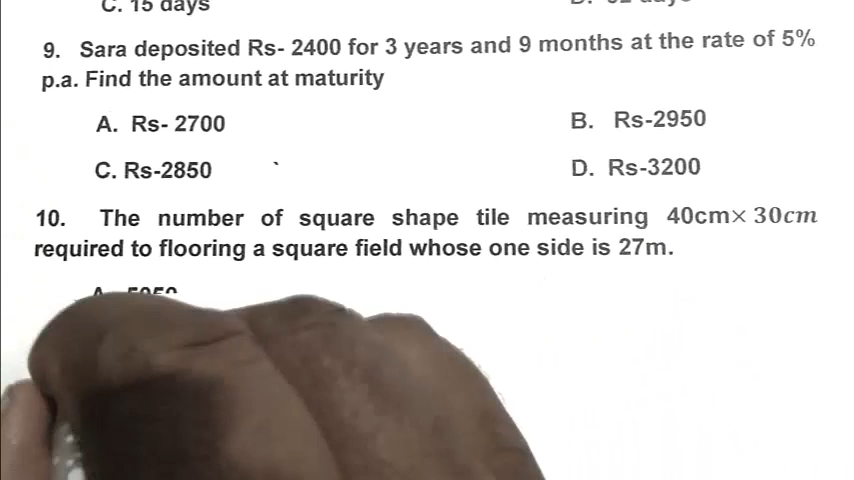 C. 15 days
9. Sara deposited Rs- 2400 for 3 years and 9 months at the rate of 5%
p.a. Find the amount at maturity
A. Rs- 2700 B. Rs-2950
C. Rs-2850 D. Rs-3200
10. The number of square shape tile measuring 40cm× 30cm
required to flooring a square field whose one side is 27m.